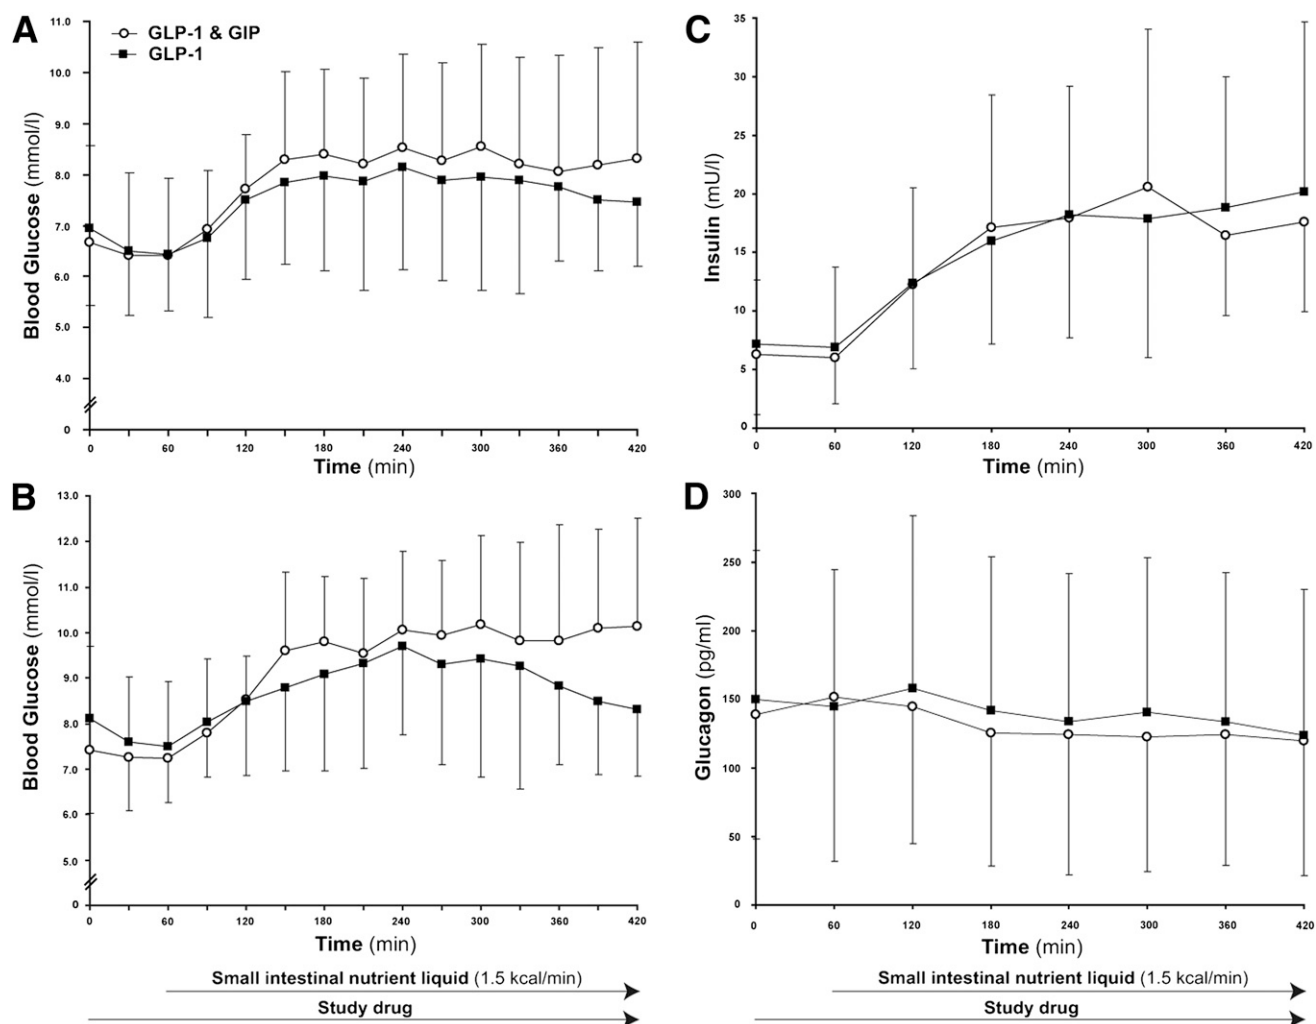 A
GLP-1 & GIP
GLP-1
Blood Glucose (mmol/l)
11.0
10.0
9.0
8.0
7.0
6.0
5.0
4.0
0
0 60 120 180 240 300 360 420
Time (min)
C
Insulin (mU/l)
35
30
25
20
15
10
5
0
0 60 120 180 240 300 360 420
Time (min)
B
Blood Glucose (mmol/l)
13.0
12.0
11.0
10.0
9.0
8.0
7.0
6.0
5.0
0
0 60 120 180 240 300 360 420
Time (min)
Small intestinal nutrient liquid (1.5 kcal/min)
Study drug
D
Glucagon (pg/ml)
300
250
200
150
100
50
0
0 60 120 180 240 300 360 420
Time (min)
Small intestinal nutrient liquid (1.5 kcal/min)
Study drug